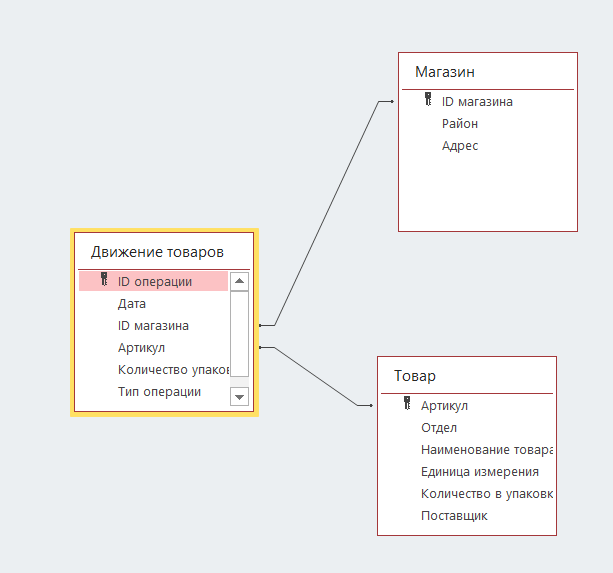 Магазин
ID магазина
Район
Адрес
Движение товаров
ID операции
Дата
ID магазина
Артикул
Количество упаков
Тип операции
Товар
Артикул
Отдел
Наименование товара
Единица измерения
Количество в упаковк
Поставщик